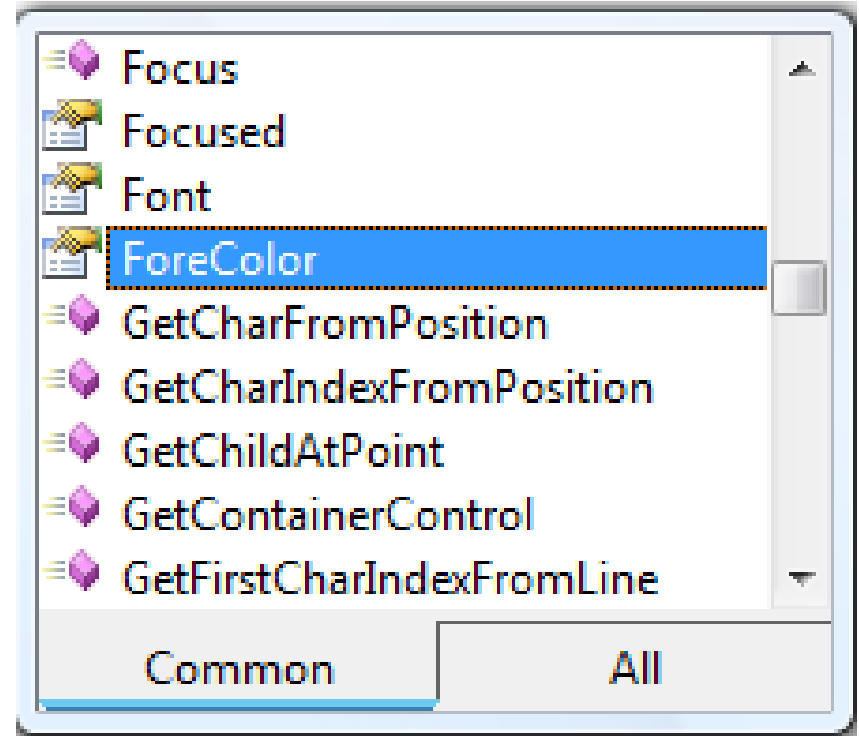 Focus
Focused
Font
ForeColor
GetCharFromPosition
GetCharIndexFromPosition
GetChildAtPoint
GetContainerControl
GetFirstCharIndexFromLine
Common All